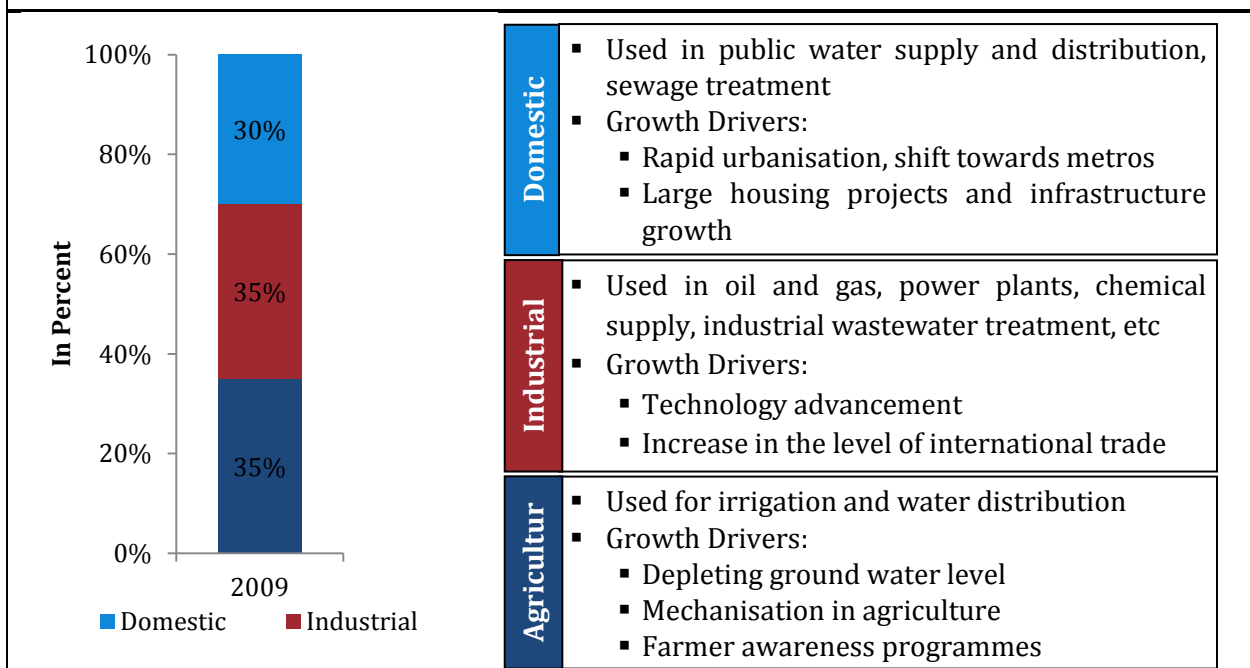 100%
80%
60%
40%
20%
0%
In Percent
30%
35%
35%
2009
Domestic
Industrial
Domestic
▪ Used in public water supply and distribution,
sewage treatment
▪ Growth Drivers:
▪ Rapid urbanisation, shift towards metros
▪ Large housing projects and infrastructure
growth
Industrial
▪ Used in oil and gas, power plants, chemical
supply, industrial wastewater treatment, etc
▪ Growth Drivers:
▪ Technology advancement
▪ Increase in the level of international trade
Agricultur
▪ Used for irrigation and water distribution
▪ Growth Drivers:
▪ Depleting ground water level
▪ Mechanisation in agriculture
▪ Farmer awareness programmes